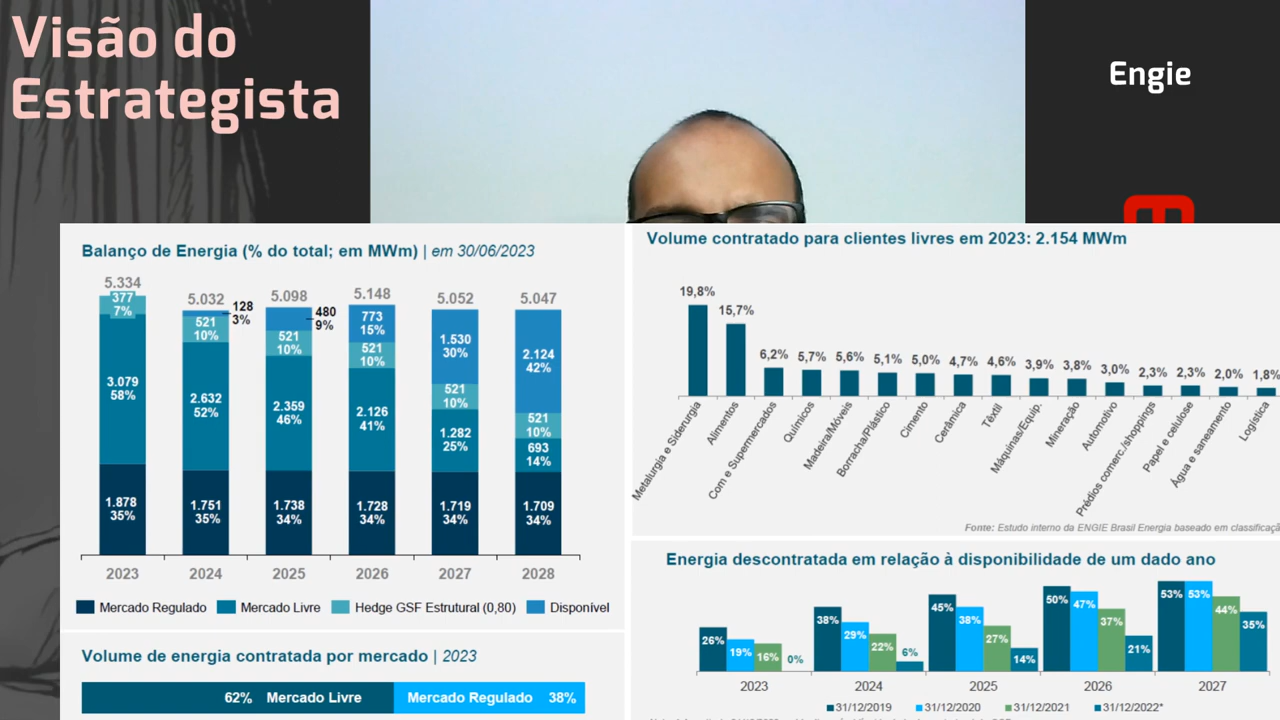 Visão do
Estrategista
Engie
Balanço de Energia (% do total; em MWm) | em 30/06/2023
5.334
377
7%
3.079
58%
1.878
35%
5.032
128
3%
521
10%
2.632
52%
1.751
35%
5.098
480
9%
521
10%
2.359
46%
1.738
34%
5.148
773
15%
521
10%
2.126
41%
1.728
34%
5.052
1.530
30%
521
10%
1.282
25%
1.719
34%
5.047
2.124
42%
521
10%
693
14%
1.709
34%
2023 2024 2025 2026 2027 2028
Mercado Regulado Mercado Livre Hedge GSF Estrutural (0,80) Disponível
Volume de energia contratada por mercado | 2023
62% Mercado Livre Mercado Regulado 38%
Volume contratado para clientes livres em 2023: 2.154 MWm
19,8% 15,7% 6,2% 5,7% 5,6% 5,1% 5,0% 4,7% 4,6% 3,9% 3,8% 3,0% 2,3% 2,3% 2,0% 1,8%
Metalurgia e Siderurgia
Alimentos
Com e Supermercados
Químicos
Madeira/Móveis
Borracha/Plástico
Cimento
Cerâmica
Têxtil
Máquinas/Equip.
Mineração
Automotivo
Prédios comerc./shoppings
Papel e celulose
Água e saneamento
Logística
Fonte: Estudo interno da ENGIE Brasil Energia baseado em
Energia descontratada em relação à disponibilidade de um dado ano
26% 19% 16% 0%
38% 29% 22% 6%
45% 38% 27% 14%
50% 47% 37% 21%
53% 53% 44% 35%
2023 2024 2025 2026 2027
31/12/2019 31/12/2020 31/12/2021 31/12/2022*